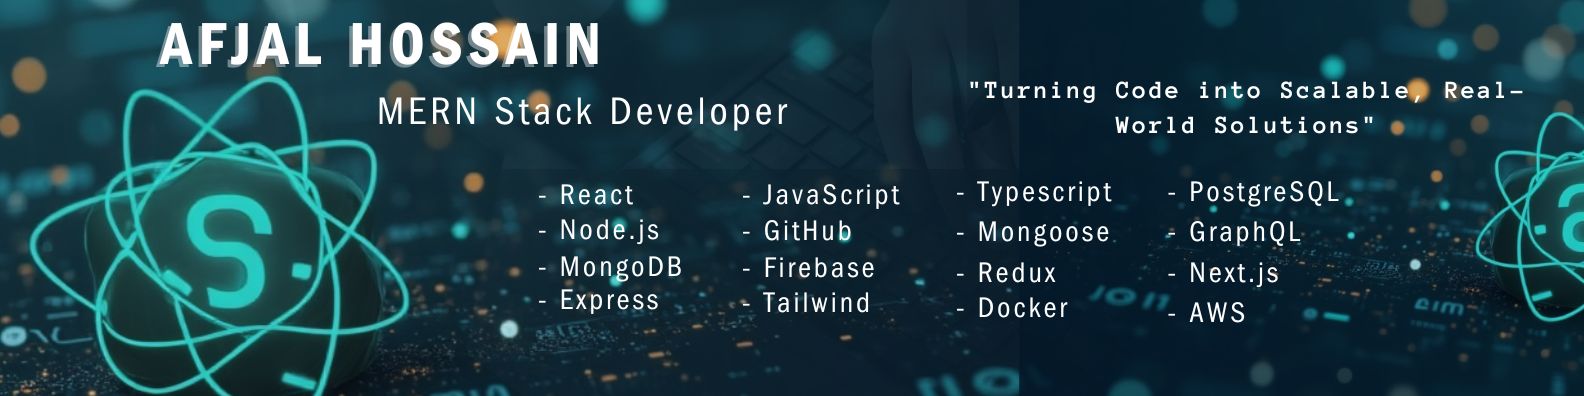 AFJAL HOSSAIN
MERN Stack Developer
"Turning Code into Scalable, Real-
World Solutions"
- React
- Node.js
- MongoDB
- Express
- JavaScript
- GitHub
- Firebase
- Tailwind
- Typescript
- Mongoose
- Redux
- Docker
- PostgreSQL
- GraphQL
- Next.js
- AWS
S